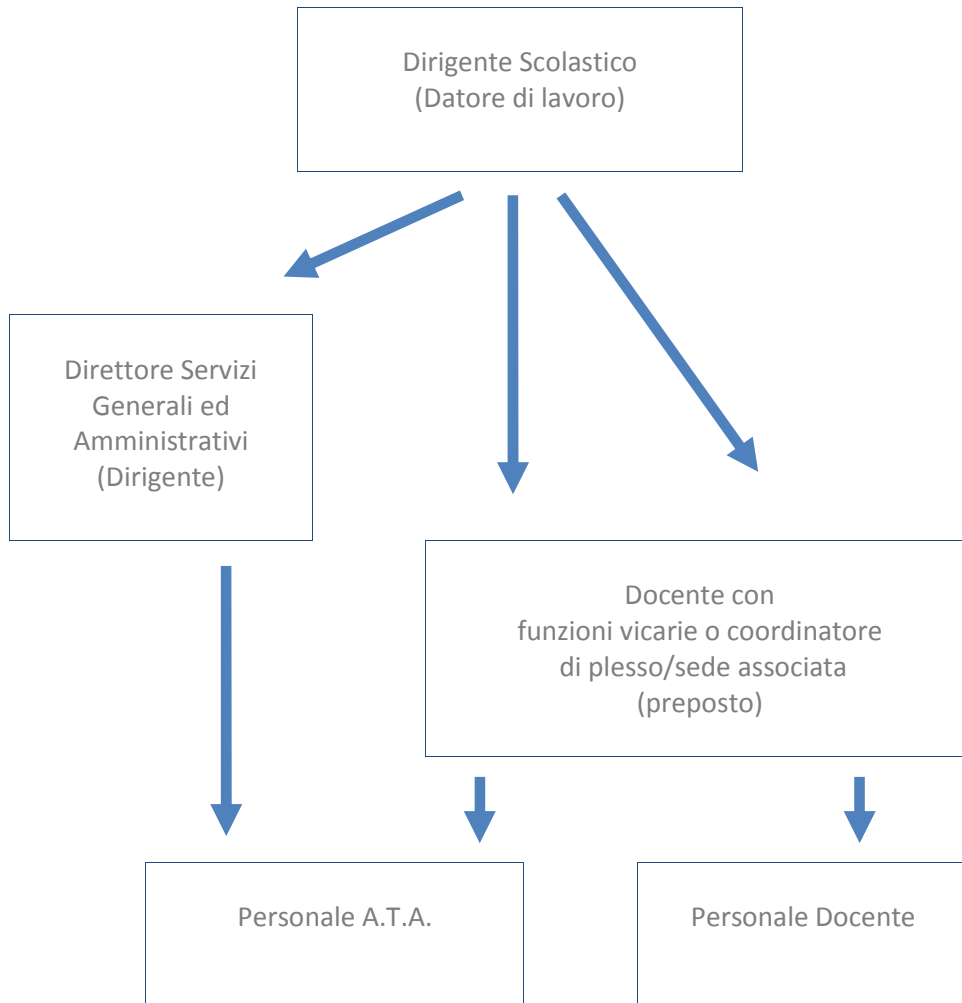 Dirigente Scolastico
(Datore di lavoro)
Direttore Servizi
Generali ed
Amministrativi
(Dirigente)
Docente con
funzioni vicarie o coordinatore
di plesso/sede associata
(preposto)
Personale A.T.A.
Personale Docente